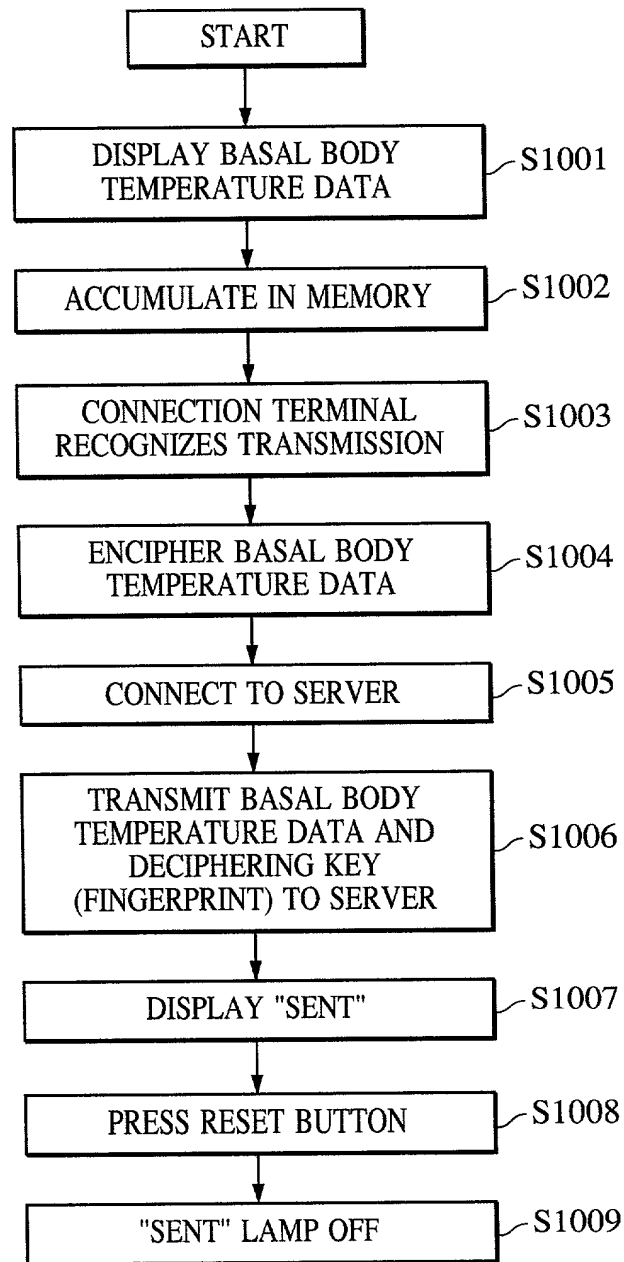 START
DISPLAY BASAL BODY
TEMPERATURE DATA
S1001
ACCUMULATE IN MEMORY
S1002
CONNECTION TERMINAL
RECOGNIZES TRANSMISSION
S1003
ENCIPHER BASAL BODY
TEMPERATURE DATA
S1004
CONNECT TO SERVER
S1005
TRANSMIT BASAL BODY
TEMPERATURE DATA AND
DECIPHERING KEY
(FINGERPRINT) TO SERVER
S1006
DISPLAY "SENT"
S1007
PRESS RESET BUTTON
S1008
"SENT" LAMP OFF
S1009